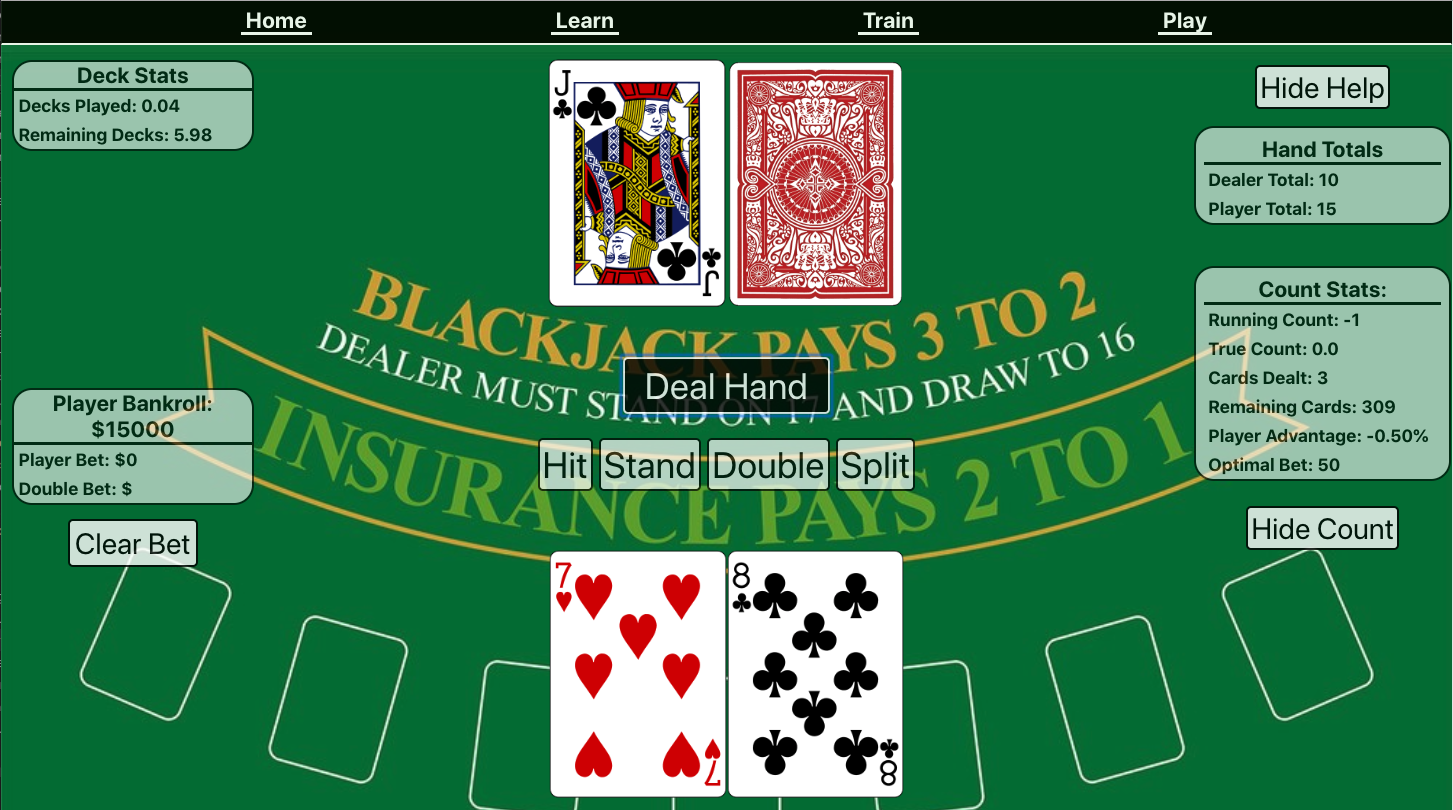 Home Learn Train Play
Deck Stats
Decks Played: 0.04
Remaining Decks: 5.98
J
J
Hide Help
Hand Totals
Dealer Total: 10
Player Total: 15
BLACKJACK PAYS 3 TO 2
DEALER MUST STAND ON 17 AND DRAW TO 16
INSURANCE PAYS 2 TO 1
Deal Hand
Hit Stand Double Split
Count Stats:
Running Count: -1
True Count: 0.0
Cards Dealt: 3
Remaining Cards: 309
Player Advantage: -0.50%
Optimal Bet: 50
Hide Count
Player Bankroll:
$15000
Player Bet: $0
Double Bet: $
Clear Bet
7
7
8
8